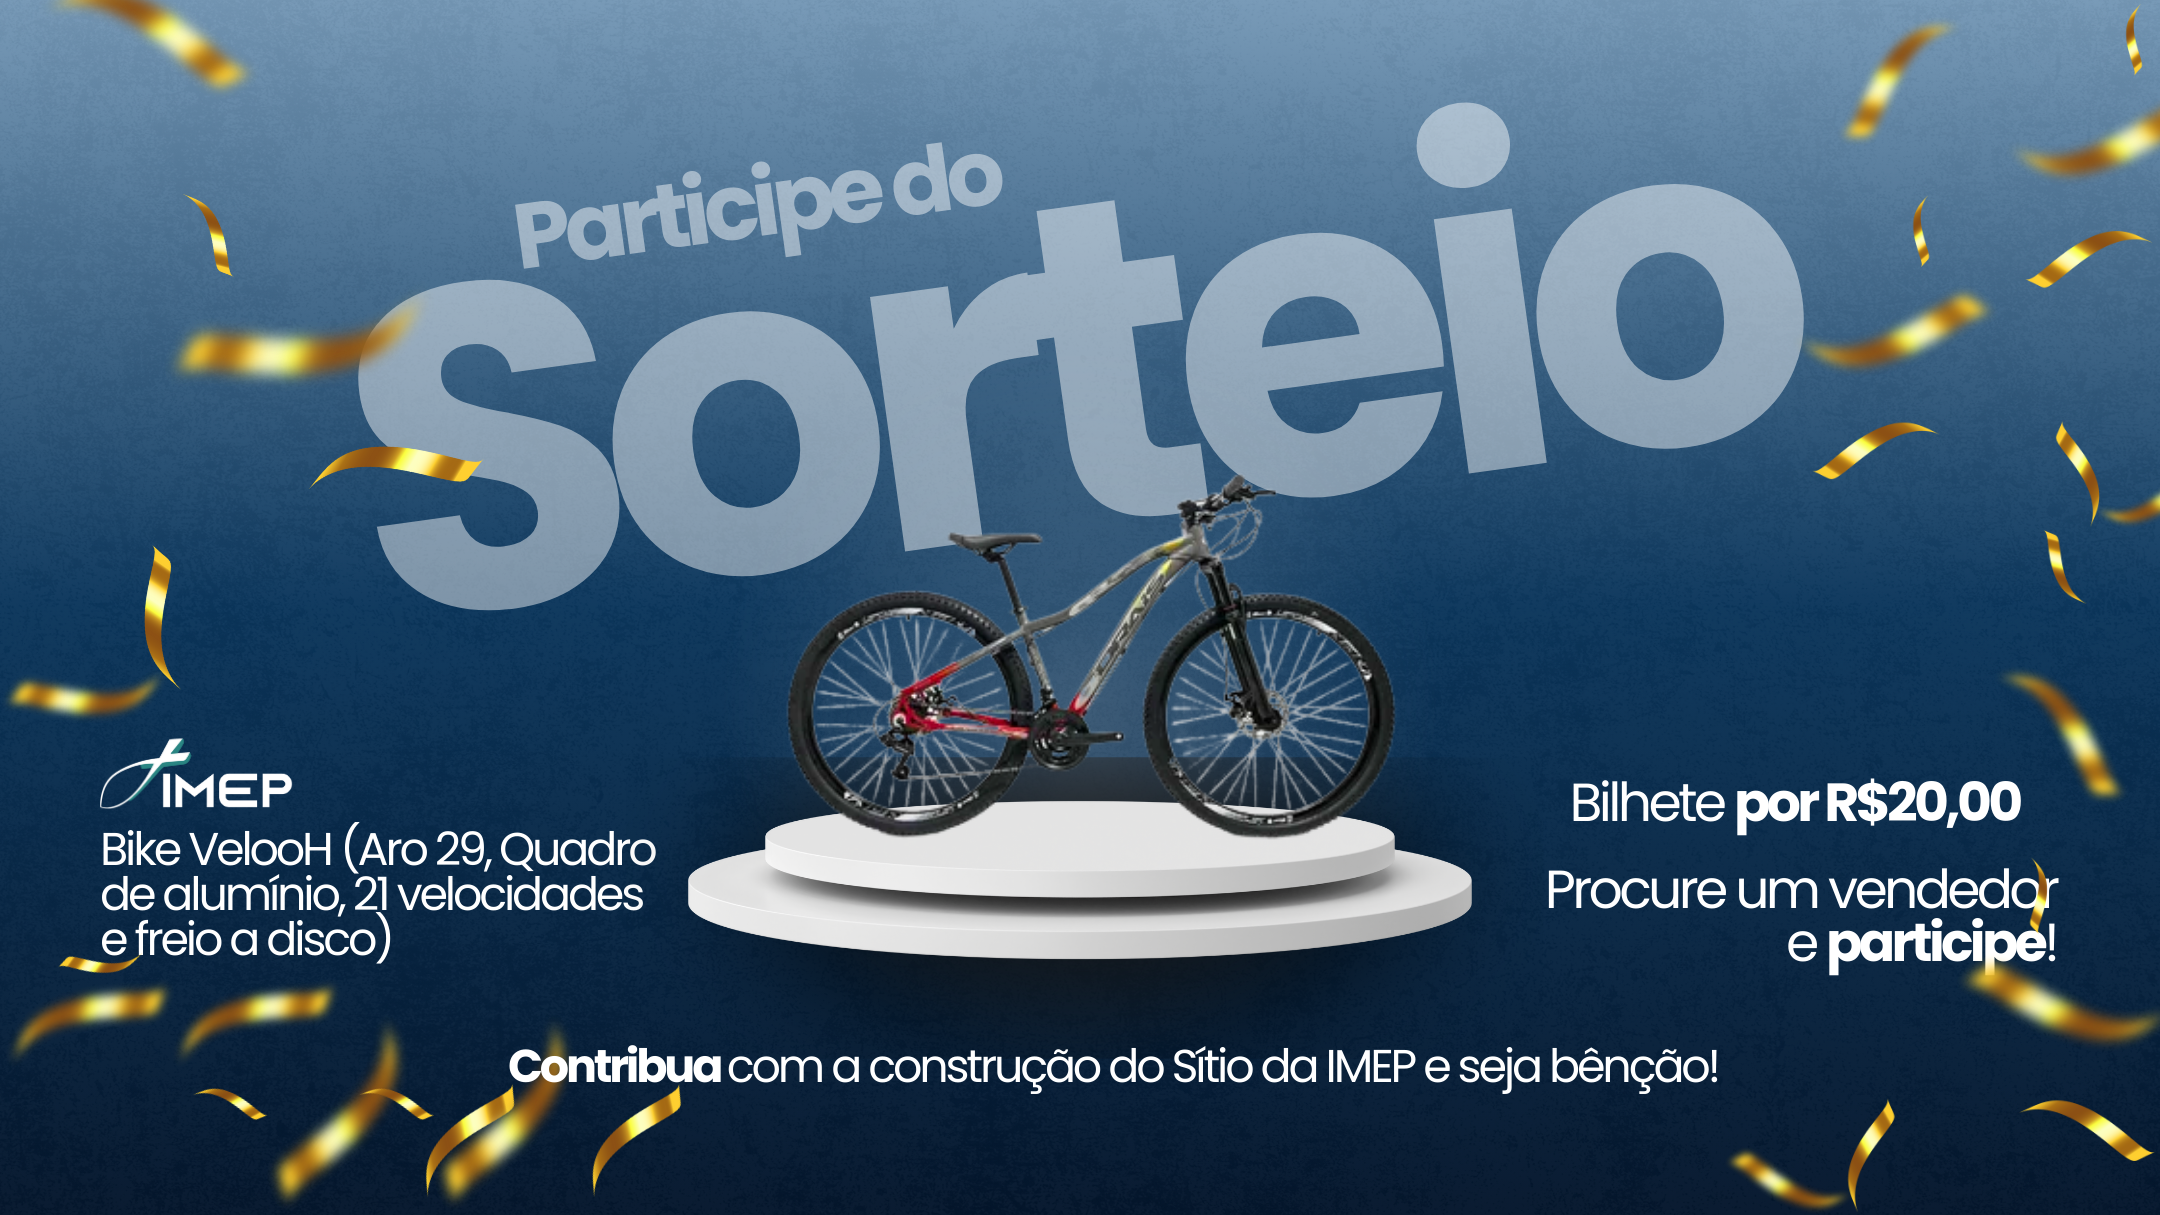 Participe do
Sorteio
IMEP
Bike VelooH (Aro 29, Quadro
de alumínio, 21 velocidades
e freio a disco)
Bilhete por R$20,00
Procure um vendedor
e participe!
Contribua com a construção do Sítio da IMEP e seja bênção!